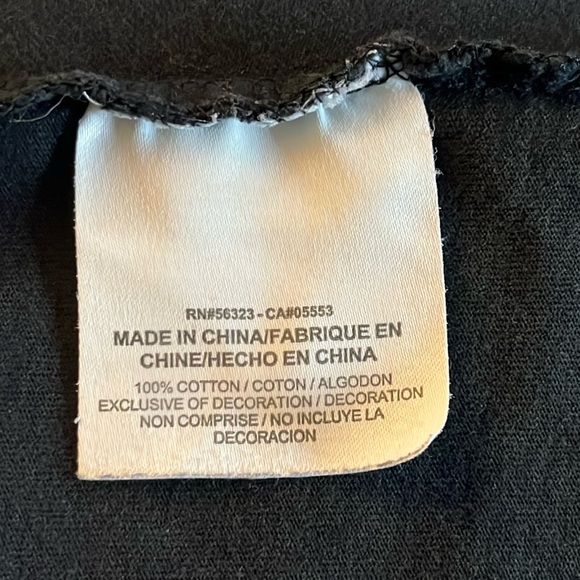 RN#56323 - CA#05553
MADE IN CHINA/FABRIQUE EN
CHINE/HECHO EN CHINA
100% COTTON / COTON / ALGODON
EXCLUSIVE OF DECORATION / DECORATION
NON COMPRISE / NO INCLUYE LA
DECORACION